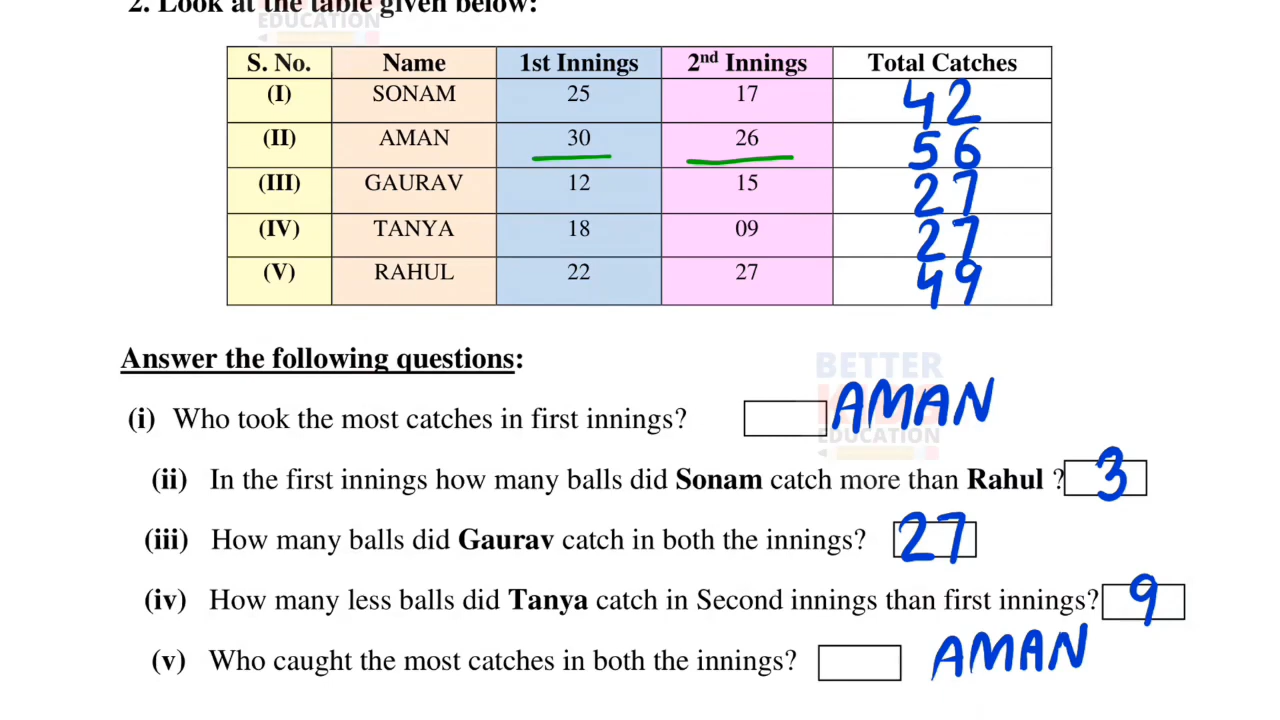 2. Look at the table given below:
EDUCATION
S. No. Name 1st Innings 2nd Innings Total Catches
(I) SONAM 25 17 42
(II) AMAN 30 26 56
(III) GAURAV 12 15 27
(IV) TANYA 18 09 27
(V) RAHUL 22 27 49
Answer the following questions:
BETTER
(i) Who took the most catches in first innings? AMAN
EDUCATION
(ii) In the first innings how many balls did Sonam catch more than Rahul ? 3
(iii) How many balls did Gaurav catch in both the innings? 27
(iv) How many less balls did Tanya catch in Second innings than first innings? 9
(v) Who caught the most catches in both the innings? AMAN